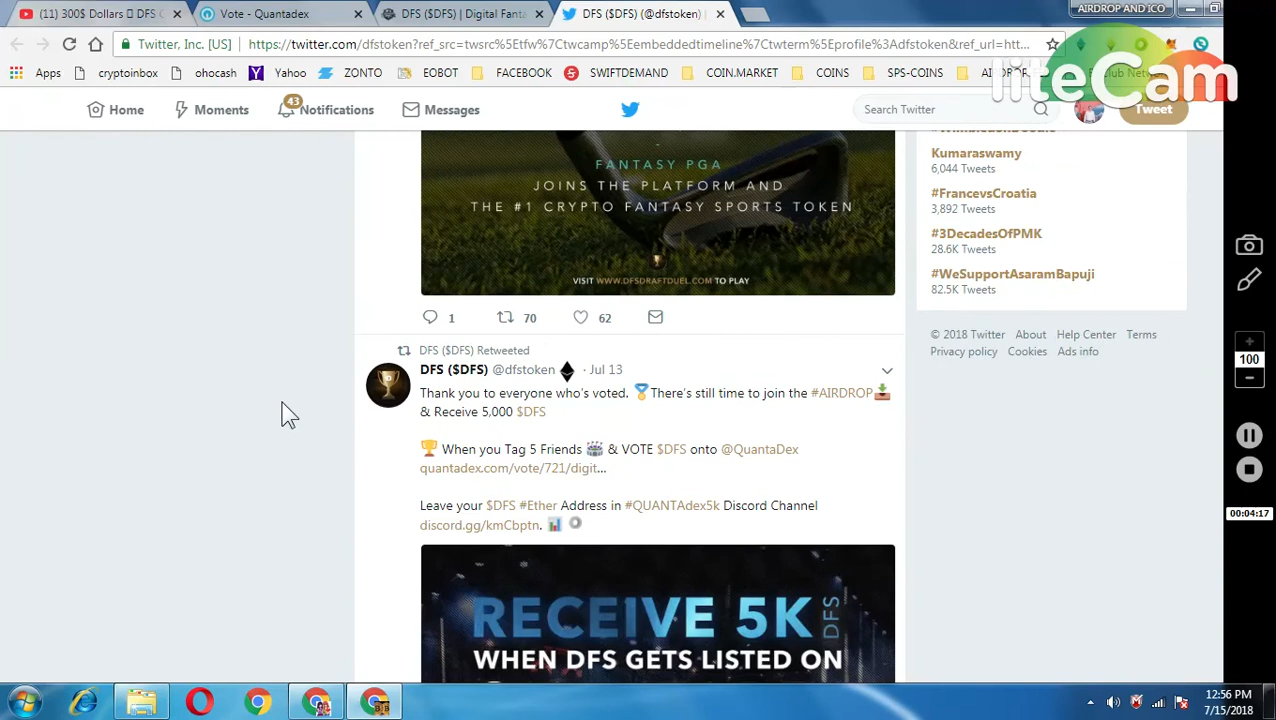 (11) 300$ Dollars
DFS
Vote - Quantadex
DFS ($DFS) | Digital Fant
DFS ($DFS) (@dfstoken) |
AIRDROP AND ICO
Twitter, Inc. [US]
https://twitter.com/dfstoken?ref_src=twsrc%5Etfw%7Ctwcamp%5Eembeddedtimeline%7Ctwterm%5Eprofile%3Adfstoken&ref_url=htt...
Apps
cryptoinbox
ohocash
Yahoo
ZONTO
EOBOT
FACEBOOK
SWIFTDEMAND
COIN.MARKET
COINS
SPS-COINS
liteCam
Home
Moments
43
Notifications
Messages
Search Twitter
Tweet
FANTASY PGA
JOINS THE PLATFORM AND
THE #1 CRYPTO FANTASY SPORTS TOKEN
VISIT WWW.DFSDRAFTDUEL.COM TO PLAY
1
70
62
DFS ($DFS) Retweeted
DFS ($DFS) @dfstoken · Jul 13
Thank you to everyone who's voted. There's still time to join the #AIRDROP
& Receive 5,000 $DFS
When you Tag 5 Friends & VOTE $DFS onto @QuantaDex
quantadex.com/vote/721/digit...
Leave your $DFS #Ether Address in #QUANTAdex5k Discord Channel
discord.gg/kmCbptn.
RECEIVE 5K DFS
WHEN DFS GETS LISTED ON
Kumaraswamy
6,044 Tweets
#FrancevsCroatia
3,892 Tweets
#3DecadesOfPMK
28.6K Tweets
#WeSupportAsaramBapuji
82.5K Tweets
© 2018 Twitter About Help Center Terms
Privacy policy Cookies Ads info
100
00:04:17
12:56 PM
7/15/2018